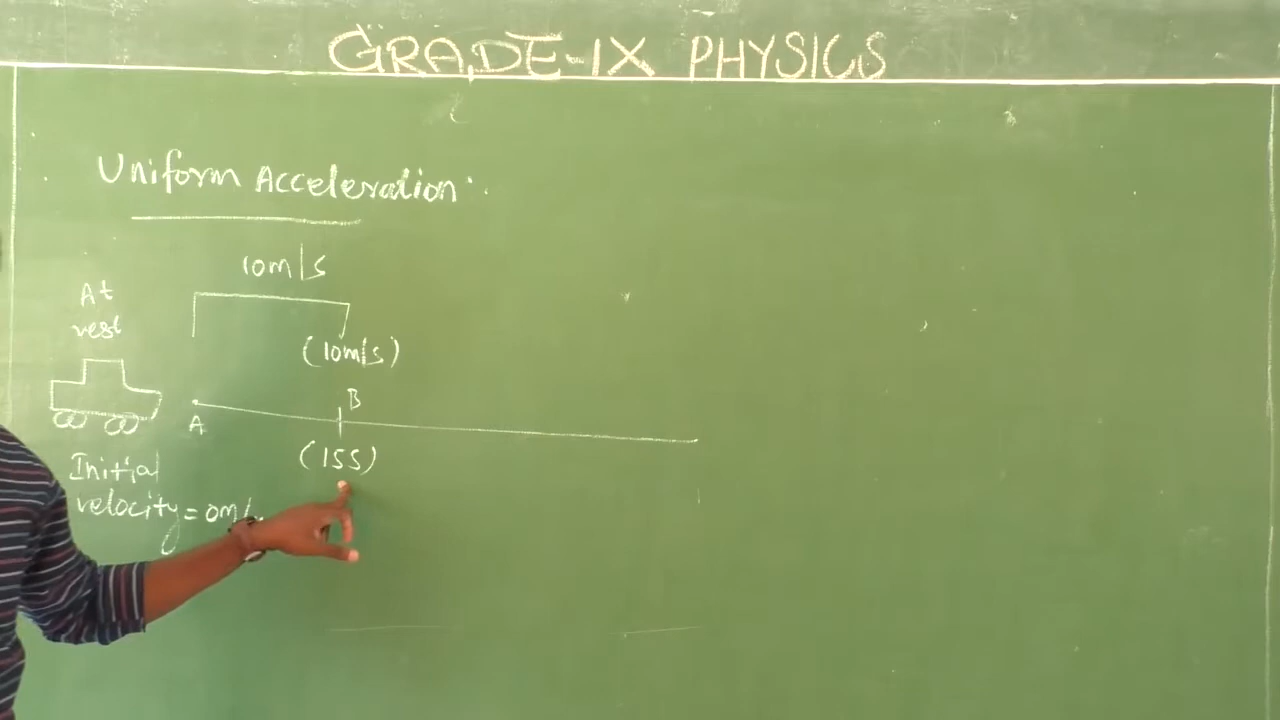 GRADE-IX PHYSICS
Uniform Acceleration
10m/s
At
rest
(10m/s)
B
A
(15s)
Initial
velocity = 0m/